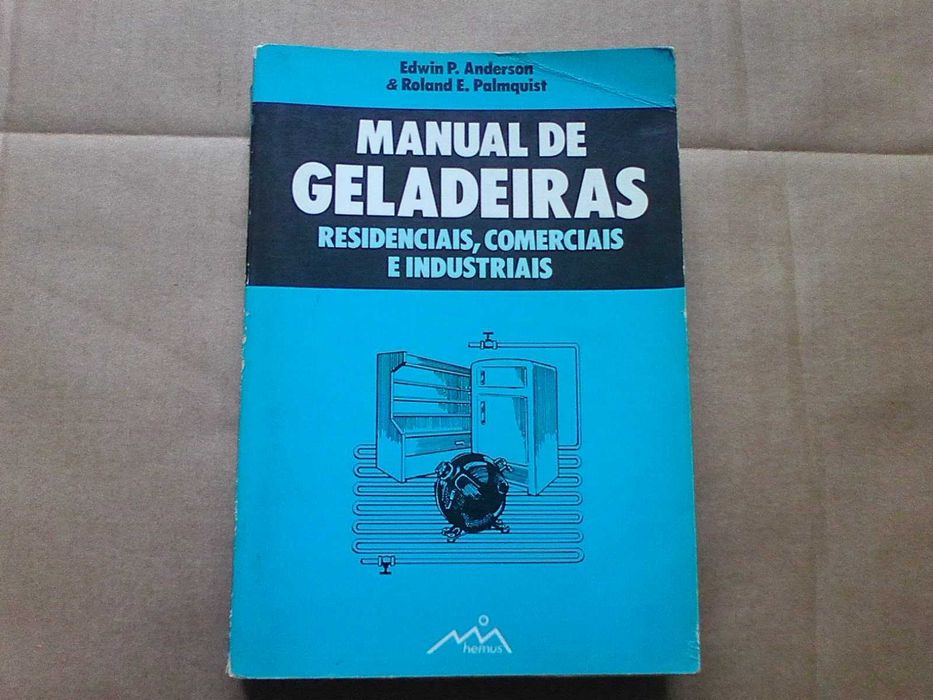 Edwin P. Anderson
& Roland E. Palmquist
MANUAL DE
GELADEIRAS
RESIDENCIAIS, COMERCIAIS
E INDUSTRIAIS
hemus